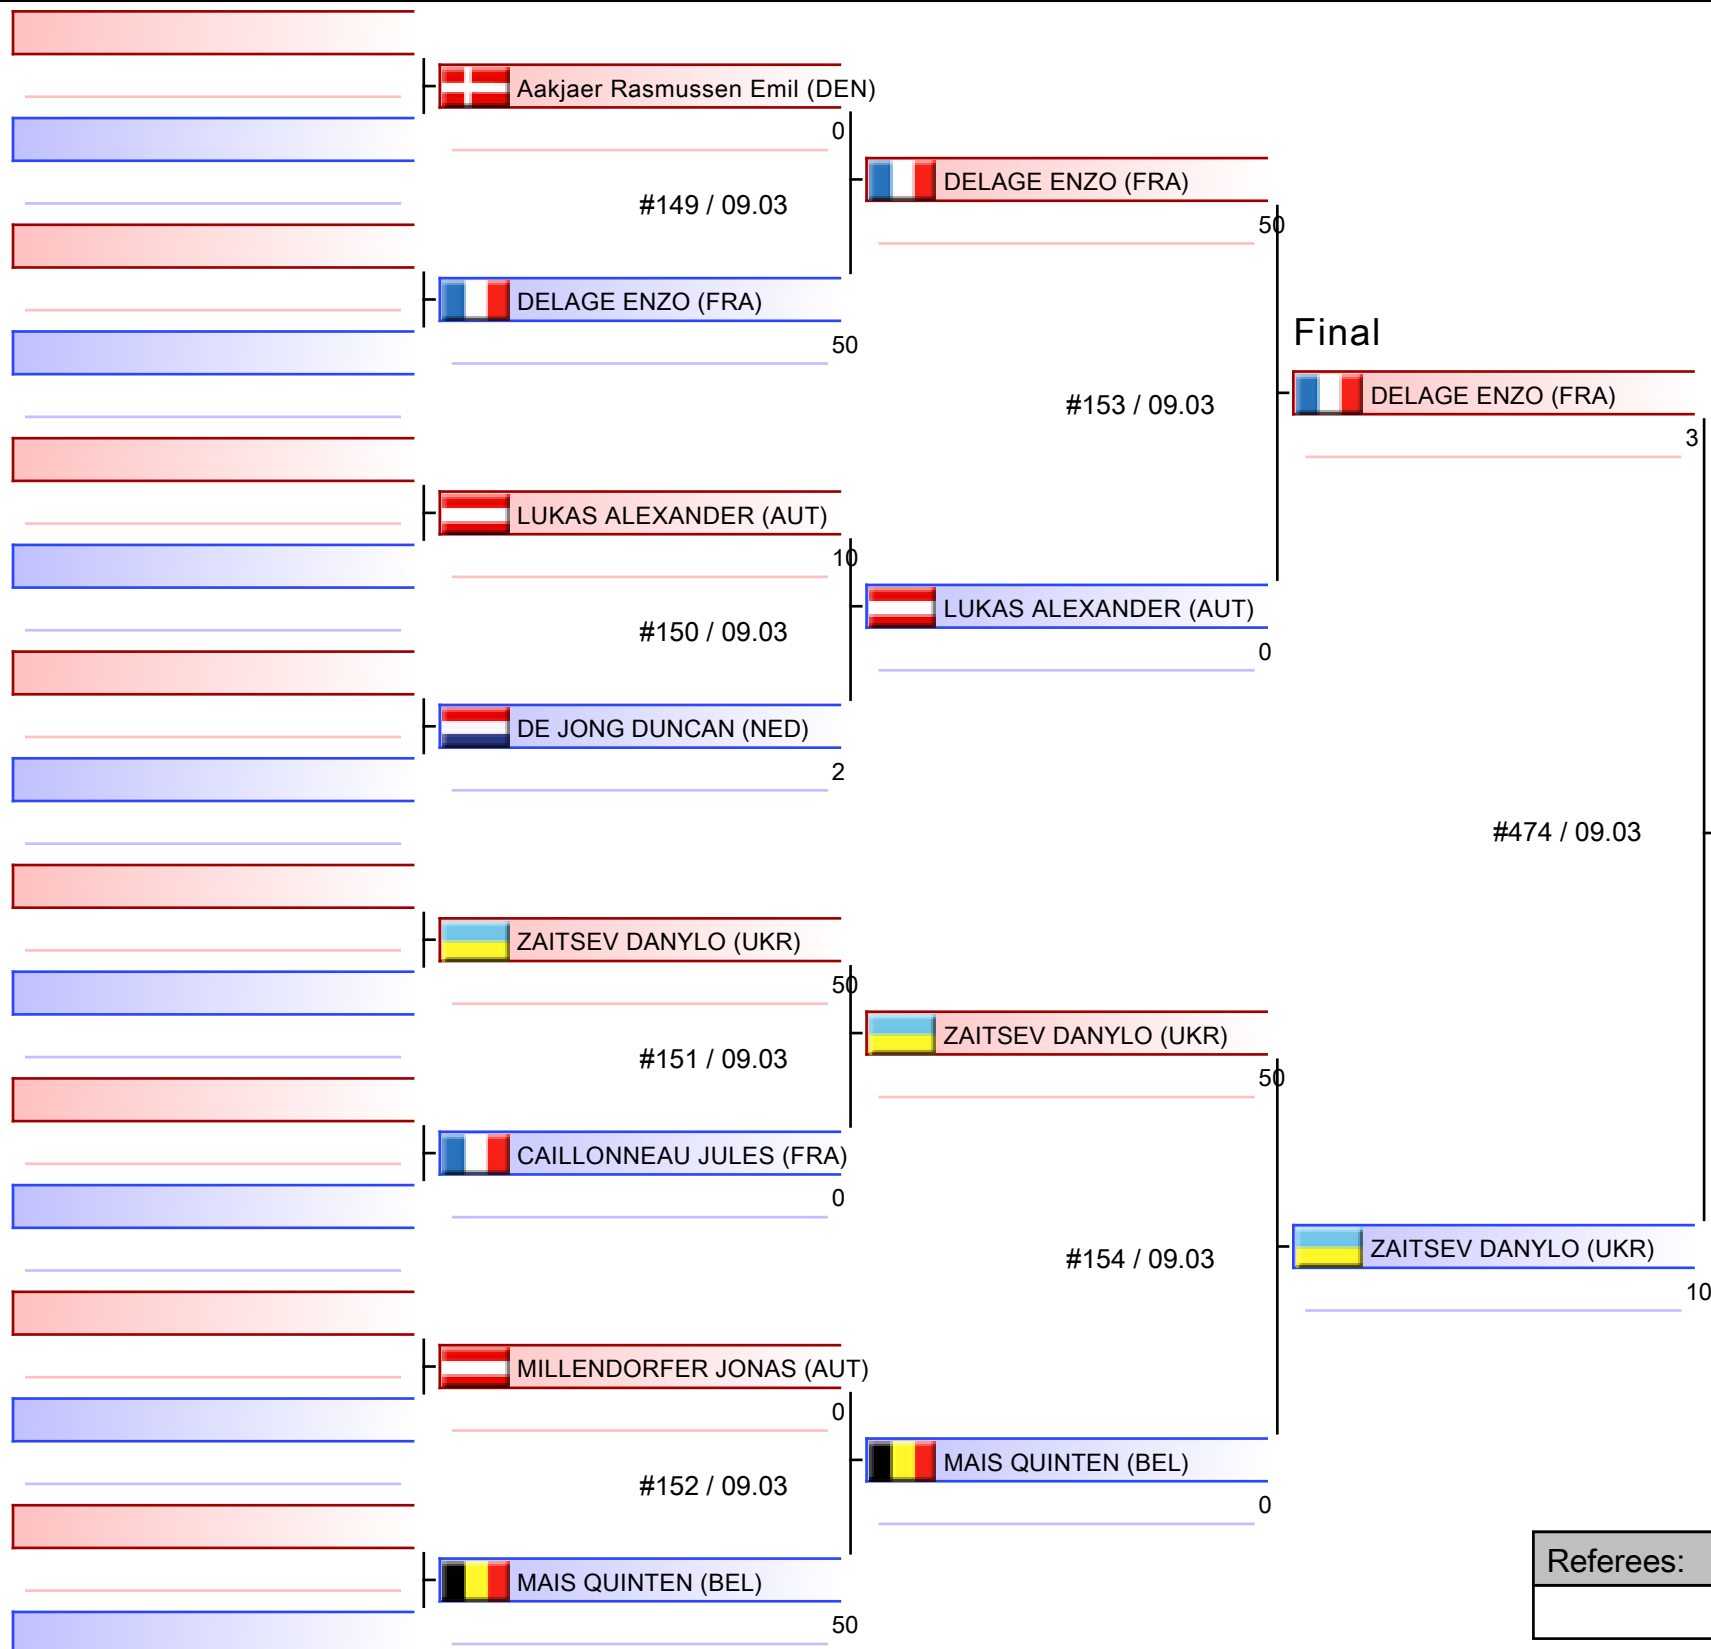 Aakjaer Rasmussen Emil (DEN)
0
#149 / 09.03
DELAGE ENZO (FRA)
50
LUKAS ALEXANDER (AUT)
10
#150 / 09.03
DE JONG DUNCAN (NED)
2
ZAITSEV DANYLO (UKR)
50
#151 / 09.03
CAILLONNEAU JULES (FRA)
0
MILLENDORFER JONAS (AUT)
0
#152 / 09.03
MAIS QUINTEN (BEL)
50
DELAGE ENZO (FRA)
50
#153 / 09.03
LUKAS ALEXANDER (AUT)
0
ZAITSEV DANYLO (UKR)
50
#154 / 09.03
MAIS QUINTEN (BEL)
0
Final
DELAGE ENZO (FRA)
3
#474 / 09.03
ZAITSEV DANYLO (UKR)
10
Referees: